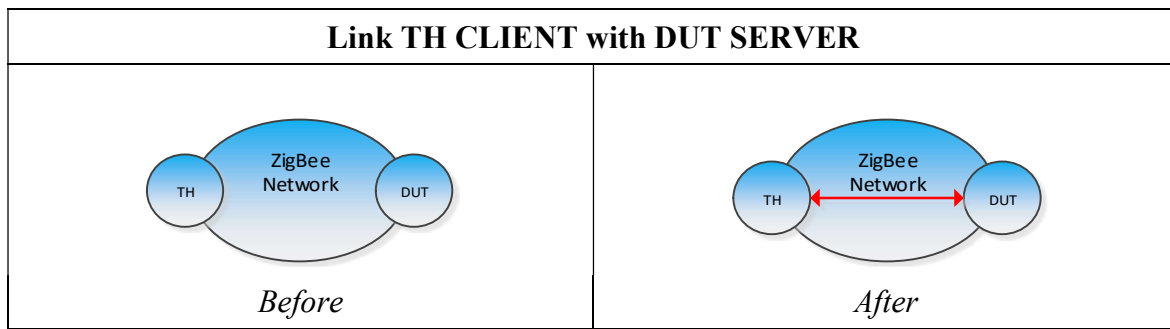 Link TH CLIENT with DUT SERVER
ZigBee
Network
TH
DUT
Before
ZigBee
Network
TH
DUT
After